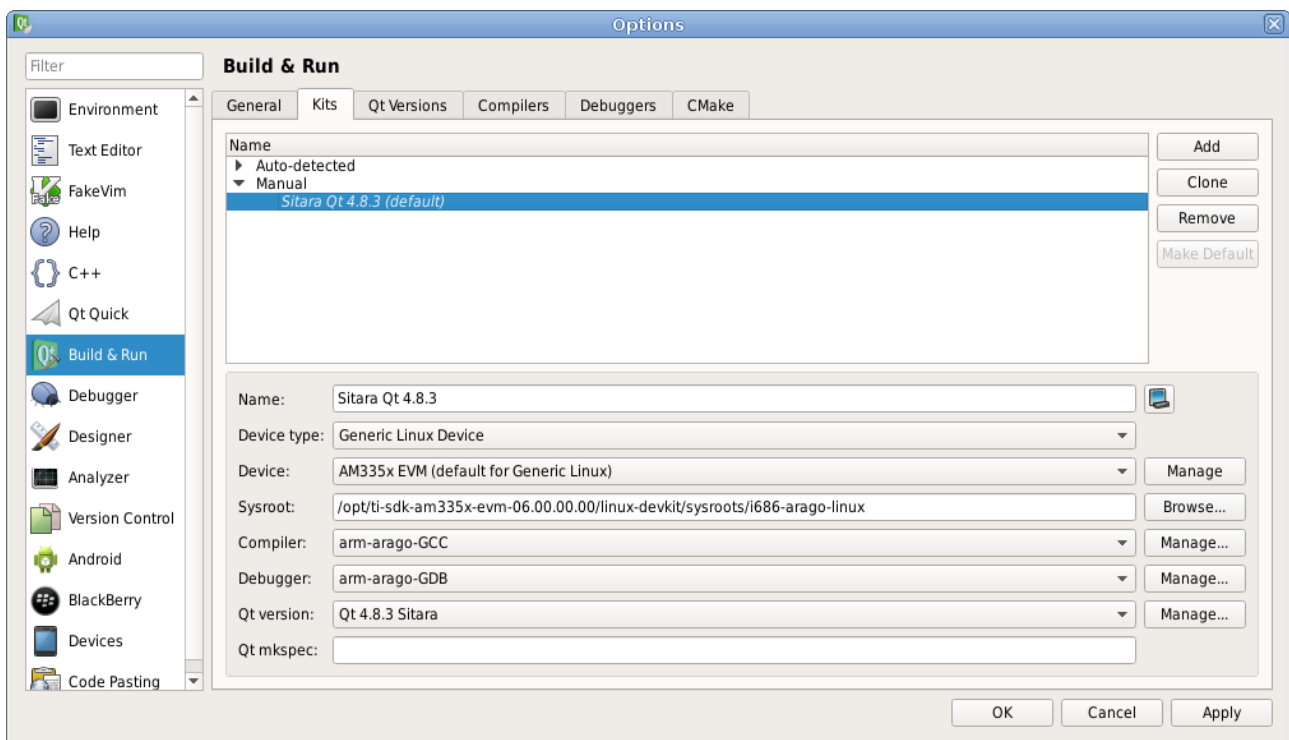 Options
Filter
Build & Run
Environment
Text Editor
FakeVim
Help
C++
Qt Quick
Build & Run
Debugger
Designer
Analyzer
Version Control
Android
BlackBerry
Devices
Code Pasting
General Kits Qt Versions Compilers Debuggers CMake
Name
Auto-detected
Manual
Sitara Qt 4.8.3 (default)
Add
Clone
Remove
Make Default
Name: Sitara Qt 4.8.3
Device type: Generic Linux Device
Device: AM335x EVM (default for Generic Linux) Manage
Sysroot: /opt/ti-sdk-am335x-evm-06.00.00.00/linux-devkit/sysroots/i686-arago-linux Browse...
Compiler: arm-arago-GCC Manage...
Debugger: arm-arago-GDB Manage...
Qt version: Qt 4.8.3 Sitara Manage...
Qt mkspec:
OK Cancel Apply